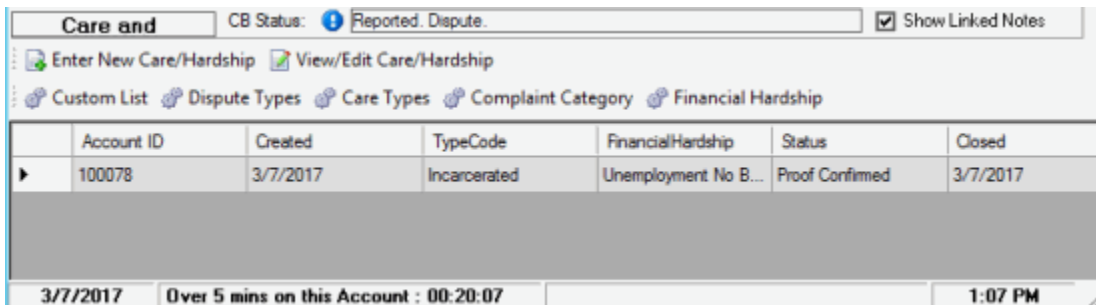 Care and CB Status: Reported. Dispute. Show Linked Notes
Enter New Care/Hardship View/Edit Care/Hardship
Custom List Dispute Types Care Types Complaint Category Financial Hardship
Account ID Created TypeCode FinancialHardship Status Closed
100078 3/7/2017 Incarcerated Unemployment No B... Proof Confirmed 3/7/2017
3/7/2017 Over 5 mins on this Account : 00:20:07 1:07 PM